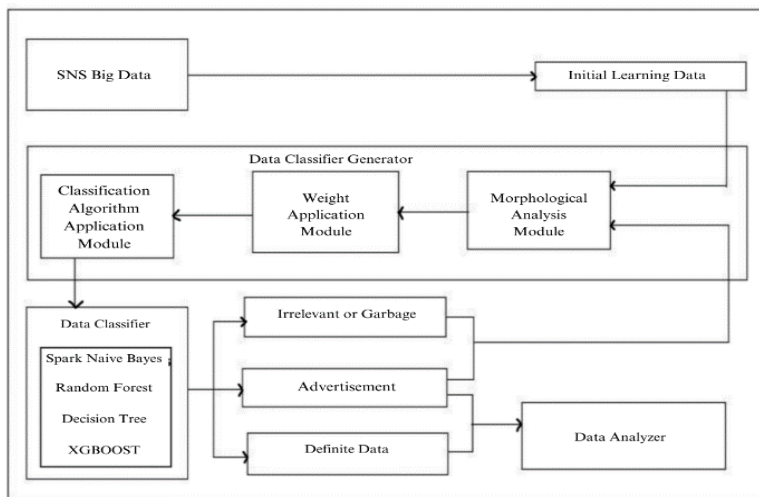 SNS Big Data
Initial Learning Data
Data Classifier Generator
Classification
Algorithm
Application
Module
Weight
Application
Module
Morphological
Analysis
Module
Data Classifier
Spark Naive Bayes
Random Forest
Decision Tree
XGBOOST
Irrelevant or Garbage
Advertisement
Definite Data
Data Analyzer